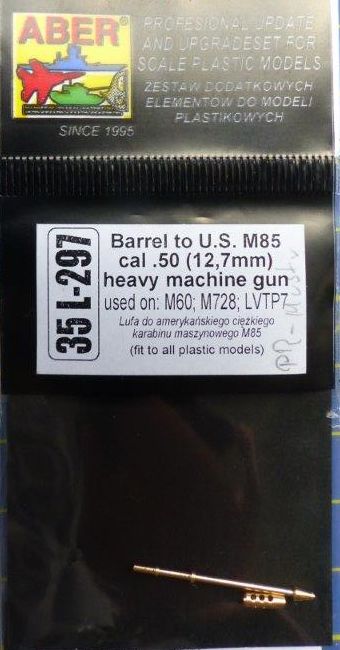 ABER
PROFESIONAL UPDATE
AND UPGRADESET FOR
SCALE PLASTIC MODELS
ZESTAW DODATKOWYCH
ELEMENTÓW DO MODELI
PLASTIKOWYCH
SINCE 1995
35 L-297
Barrel to U.S. M85
cal .50 (12,7mm)
heavy machine gun
used on: M60; M728; LVTP7
Lufa do amerykańskiego ciężkiego
karabinu maszynowego M85
(fit to all plastic models)